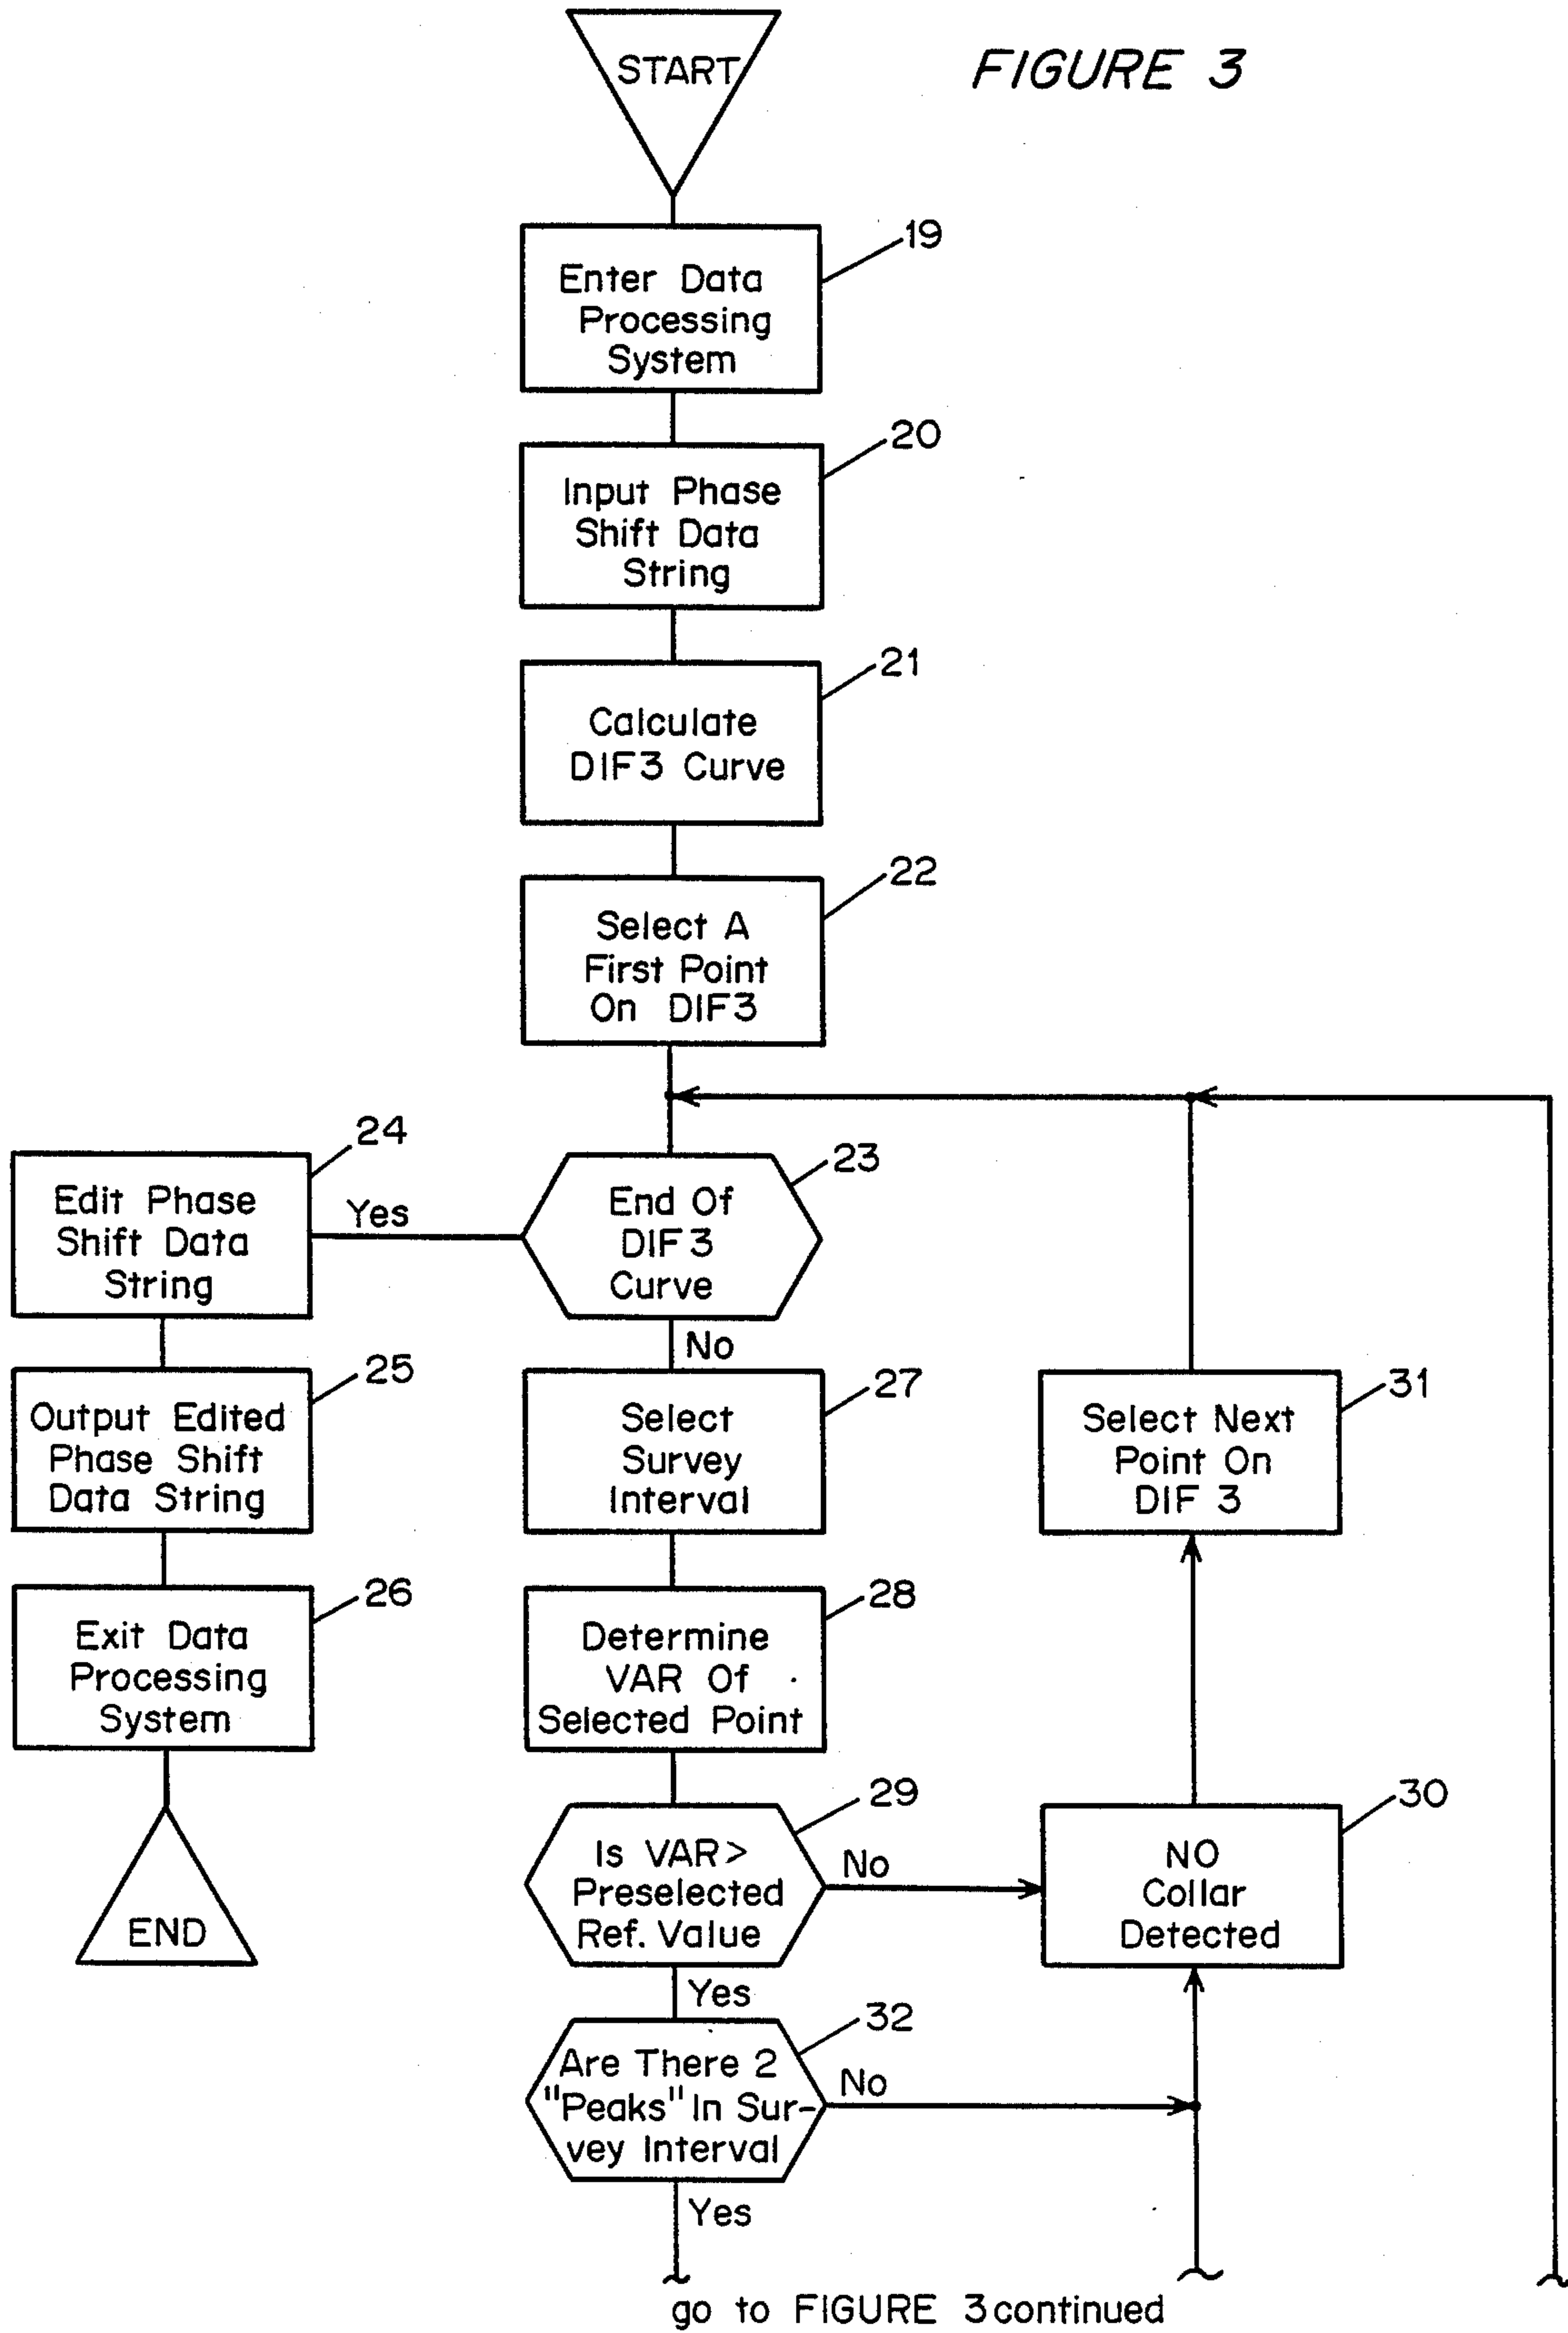 START
FIGURE 3
19
Enter Data
Processing
System
20
Input Phase
Shift Data
String
21
Calculate
DIF3 Curve
22
Select A
First Point
On DIF3
24
Edit Phase
Shift Data
String
Yes
23
End Of
DIF3
Curve
No
25
Output Edited
Phase Shift
Data String
27
Select
Survey
Interval
31
Select Next
Point On
DIF 3
26
Exit Data
Processing
System
28
Determine
VAR Of
Selected Point
END
29
Is VAR>
Preselected
Ref. Value
No
30
NO
Collar
Detected
Yes
32
Are There 2
"Peaks" In Sur-
vey Interval
No
Yes
go to FIGURE 3 continued